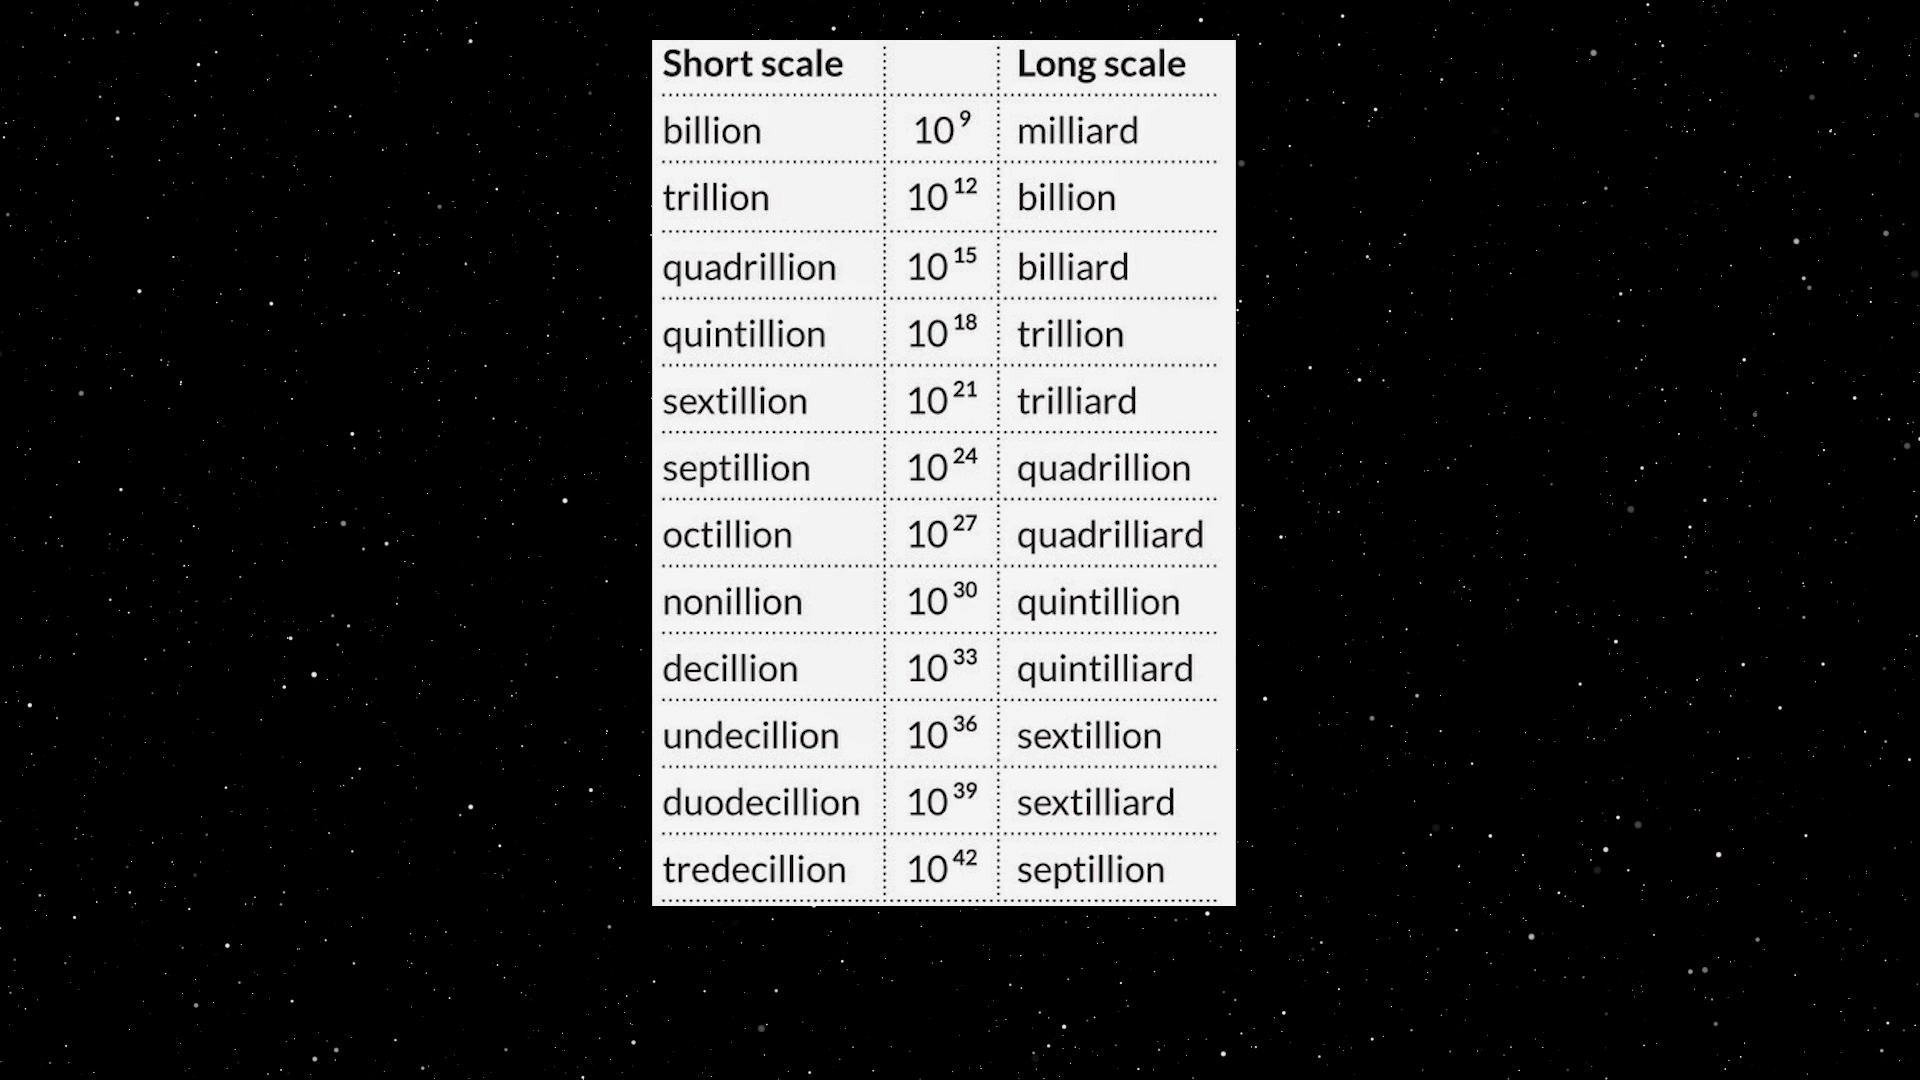 Short scale Long scale
billion 10⁹ milliard
trillion 10¹² billion
quadrillion 10¹⁵ billiard
quintillion 10¹⁸ trillion
sextillion 10²¹ trilliard
septillion 10²⁴ quadrillion
octillion 10²⁷ quadrilliard
nonillion 10³⁰ quintillion
decillion 10³³ quintilliard
undecillion 10³⁶ sextillion
duodecillion 10³⁹ sextilliard
tredecillion 10⁴² septillion